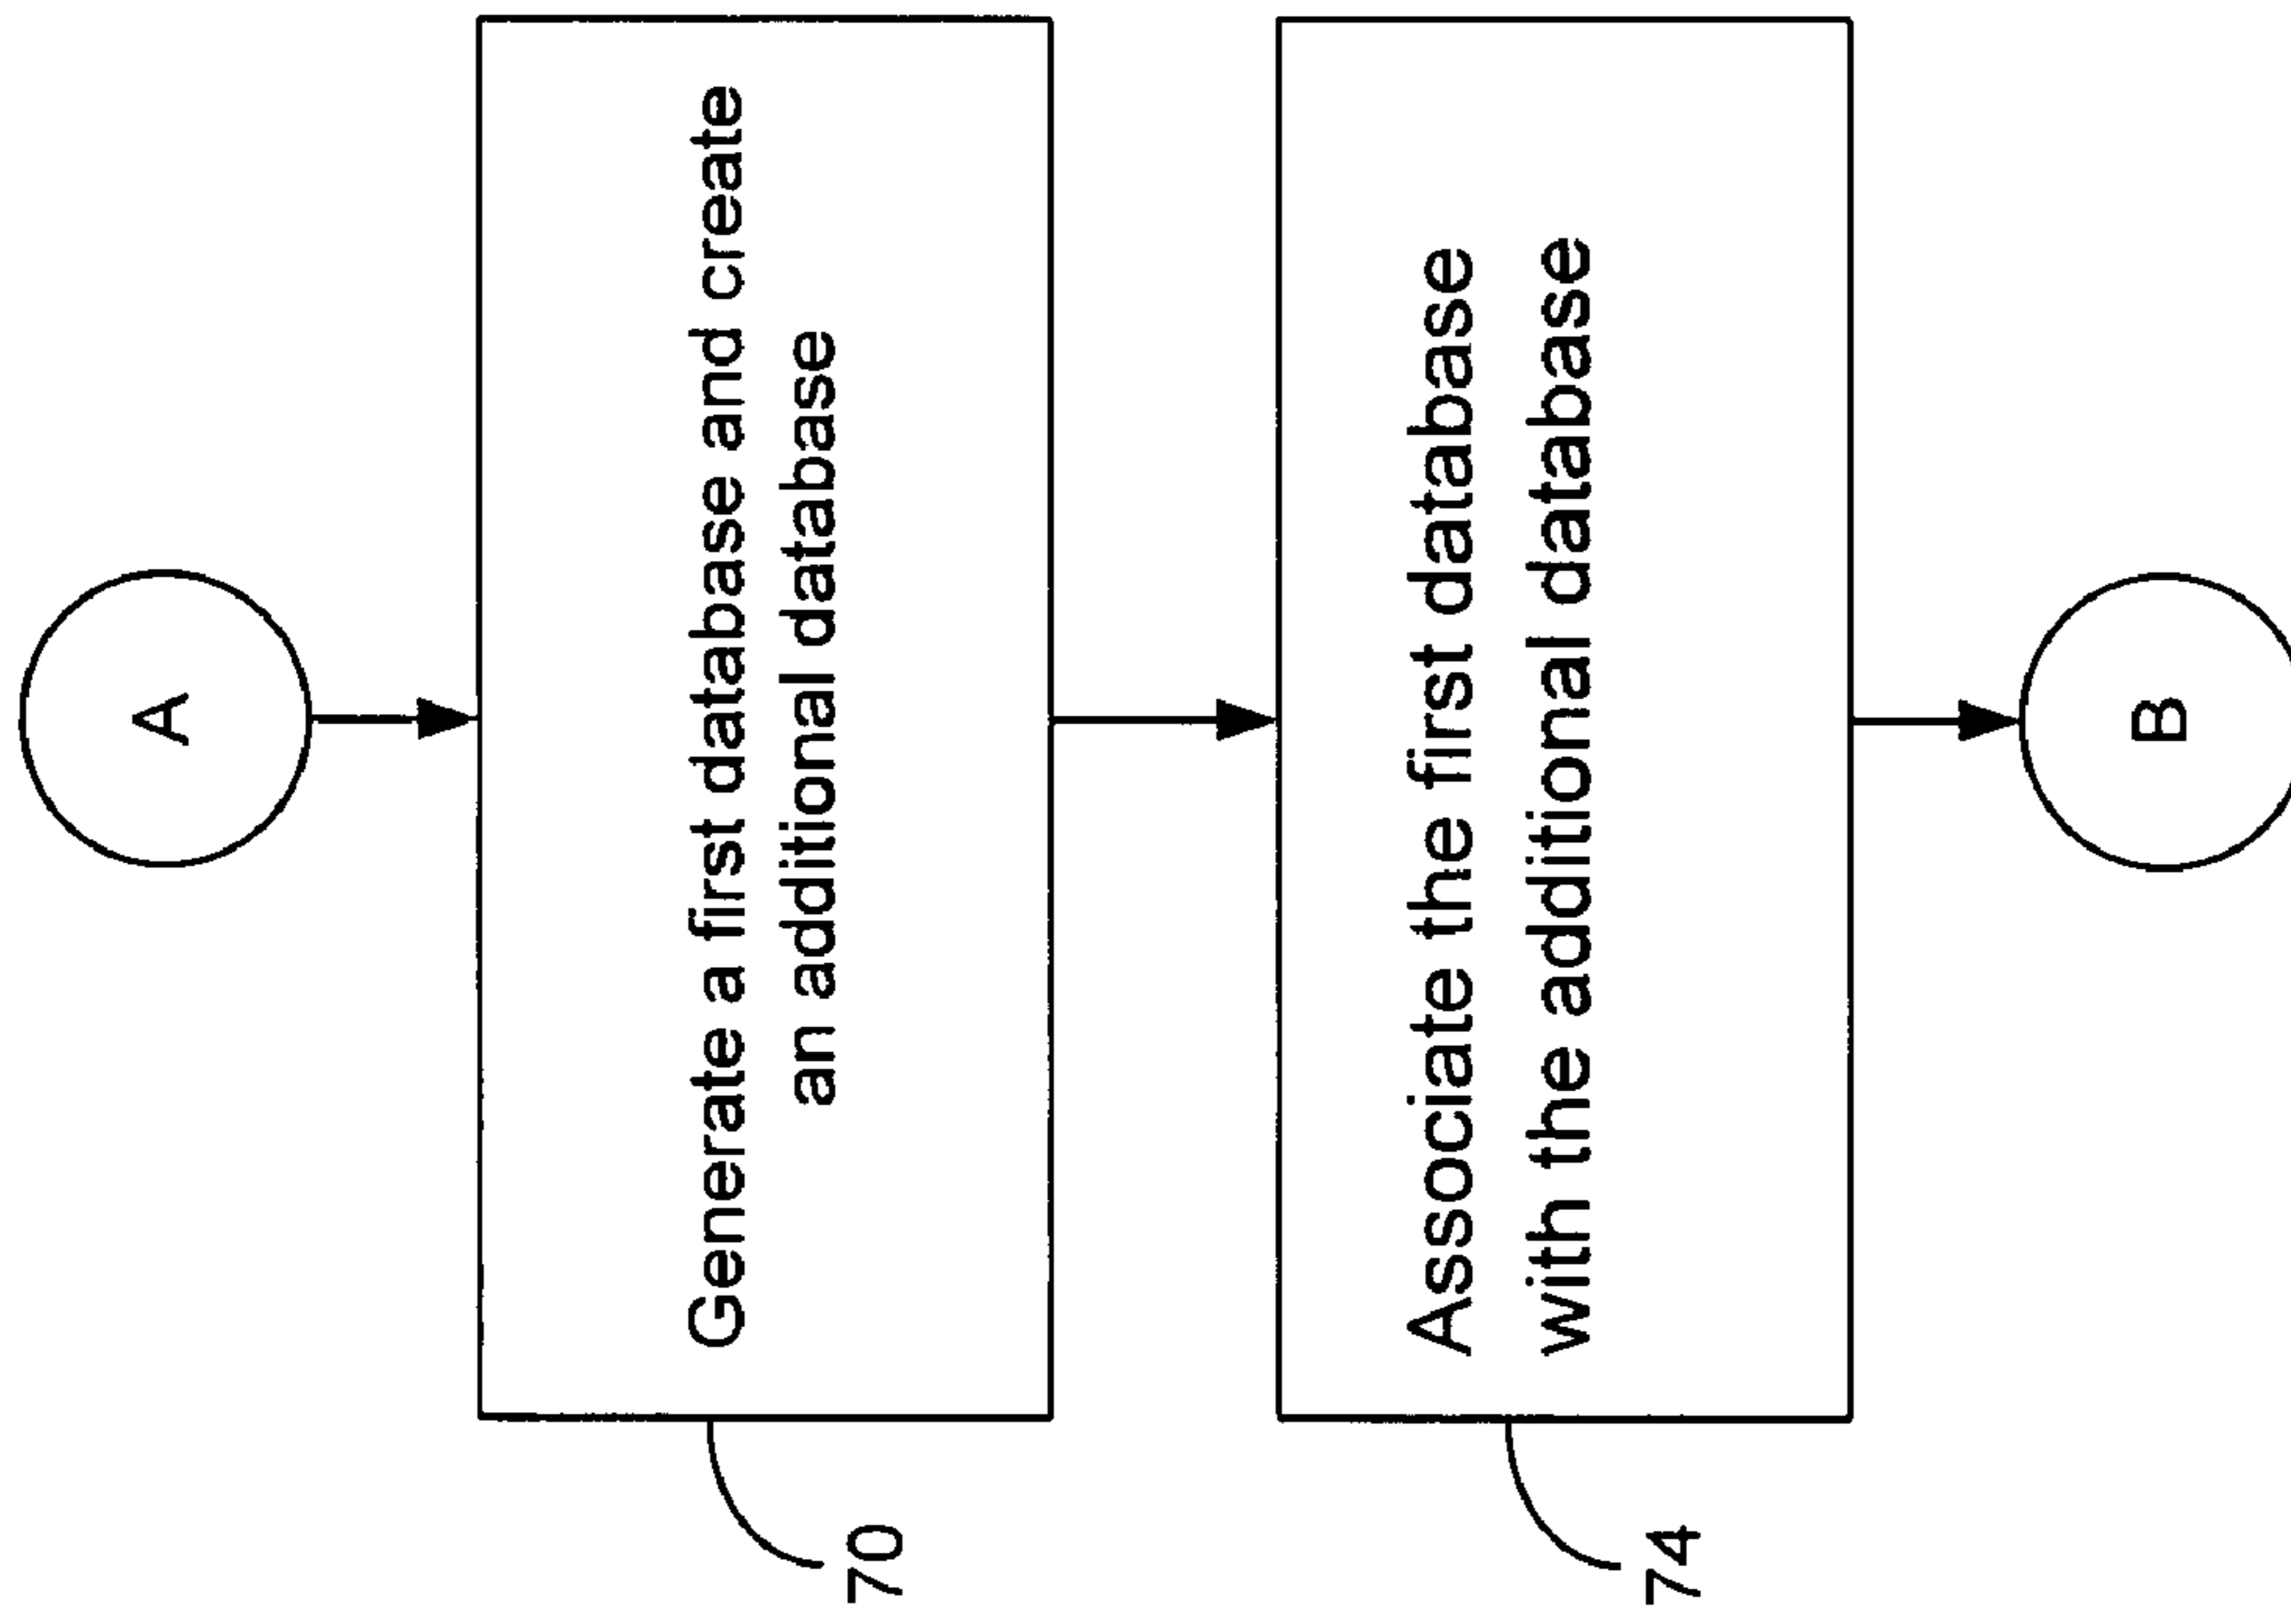 A
Generate a first database and create
an additional database
70
Associate the first database
with the additional database
74
B